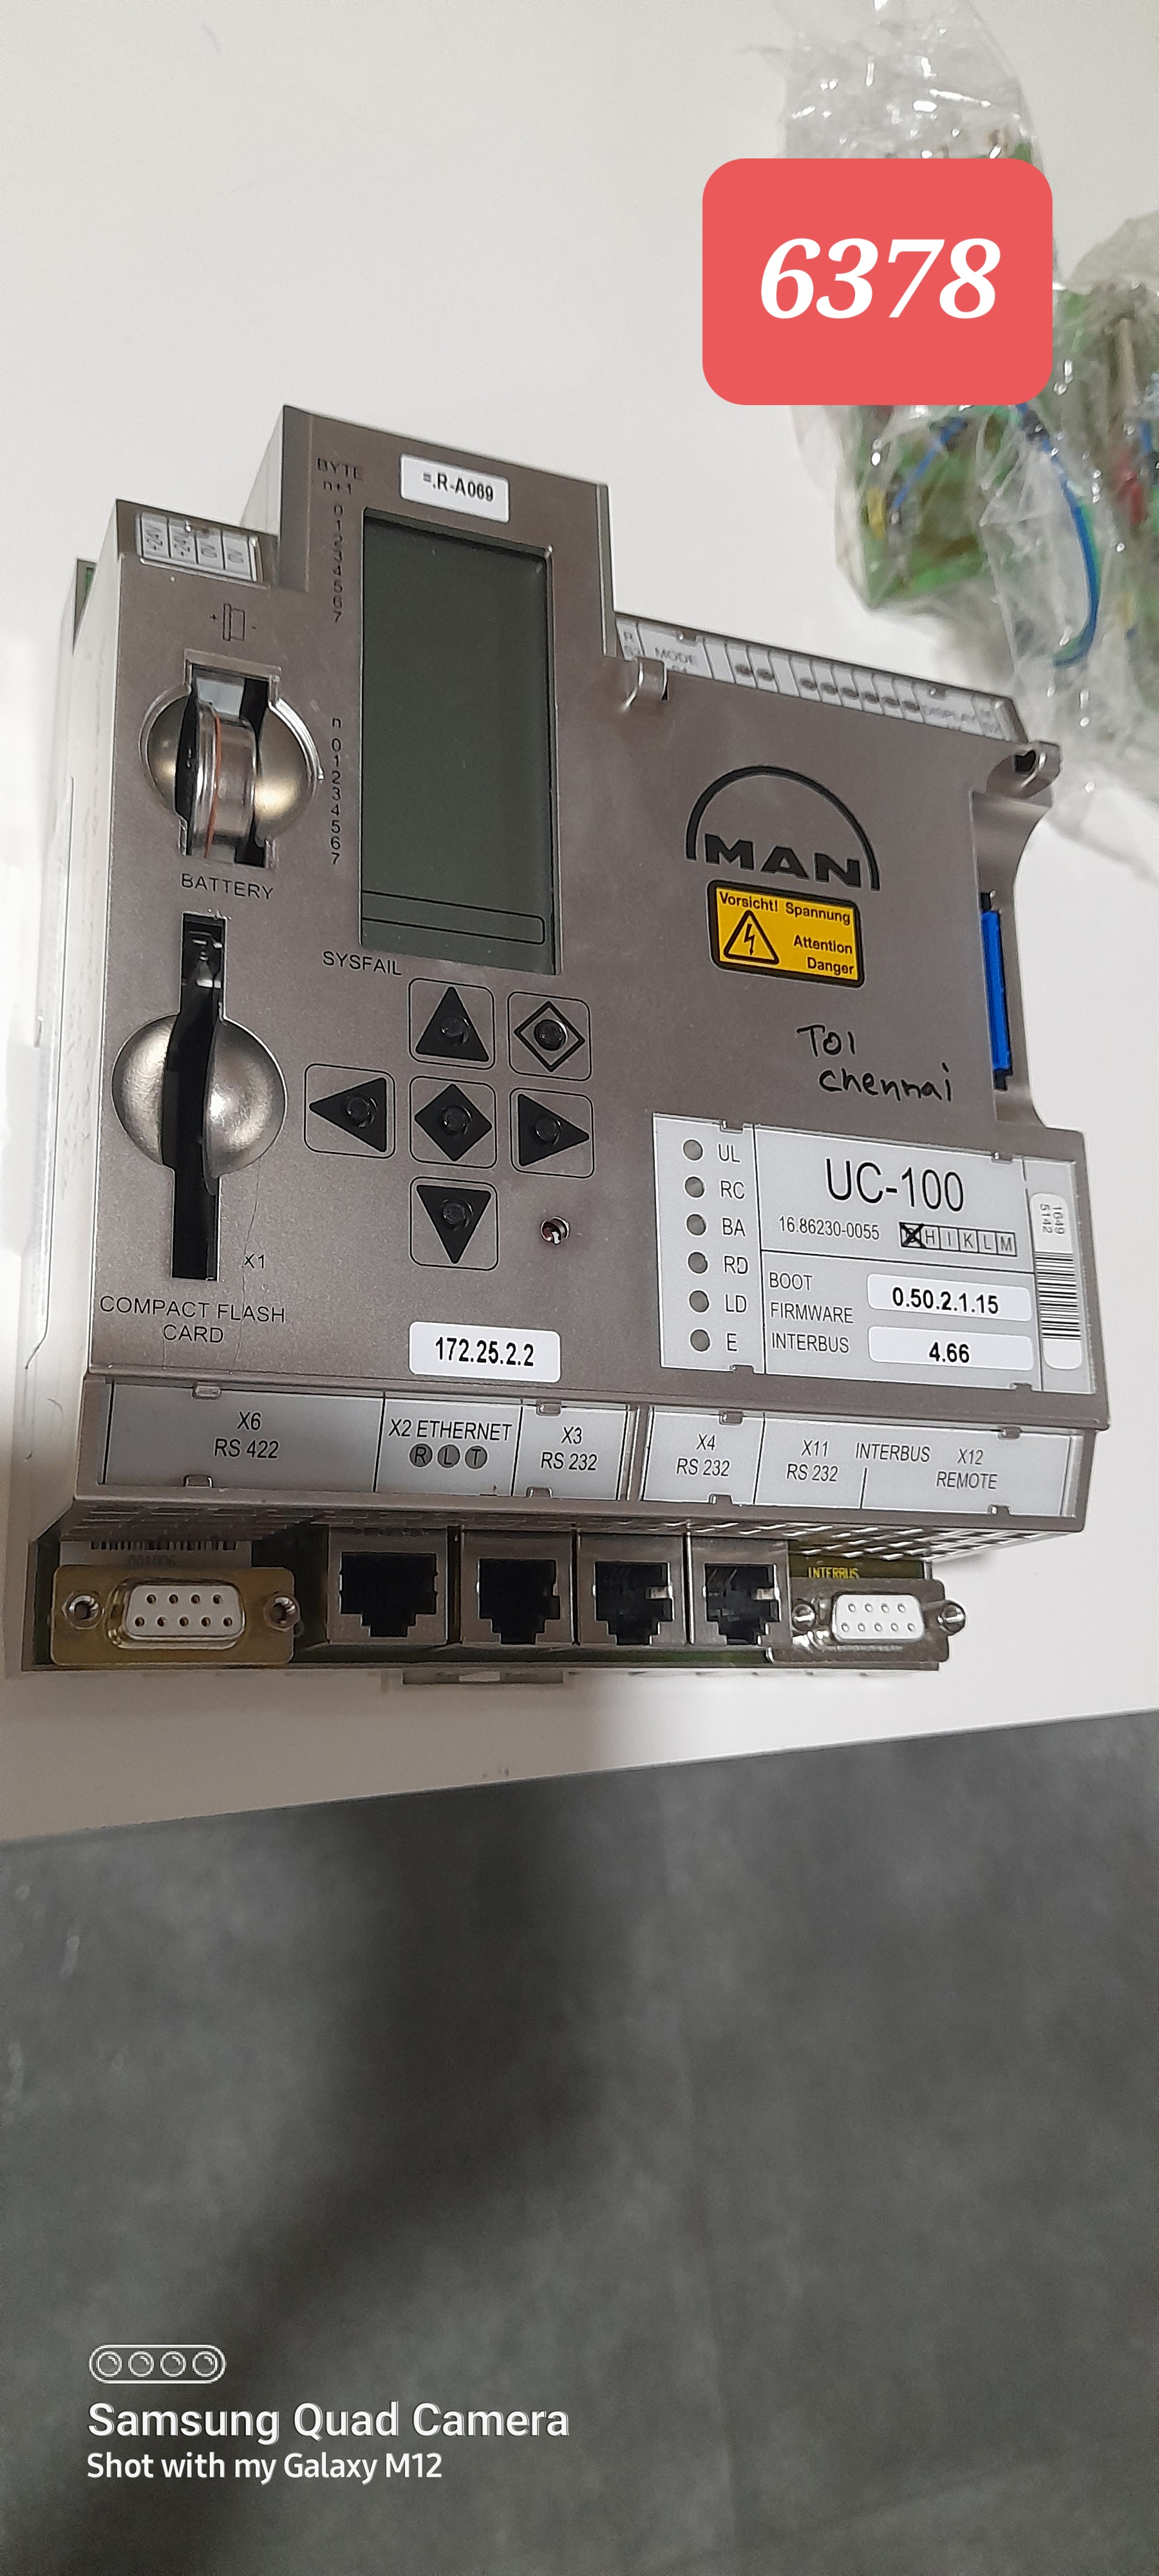 6378
=.R-A069
BYTE
n+1
0
1
2
3
4
5
6
7
MODE
DISPLAY
+
-
n
0
1
2
3
4
5
6
7
BATTERY
MAN
Vorsicht! Spannung
Attention
Danger
SYSFAIL
TO1
chennai
UL
RC
BA
RD
LD
E
UC-100
16.86230-0055 H I K L M
1649
5142
BOOT
FIRMWARE
0.50.2.1.15
INTERBUS
4.66
X1
COMPACT FLASH
CARD
172.25.2.2
X6
RS 422
X2 ETHERNET
R L T
X3
RS 232
X4
RS 232
X11
RS 232
INTERBUS
X12
REMOTE
INTERBUS
Samsung Quad Camera
Shot with my Galaxy M12